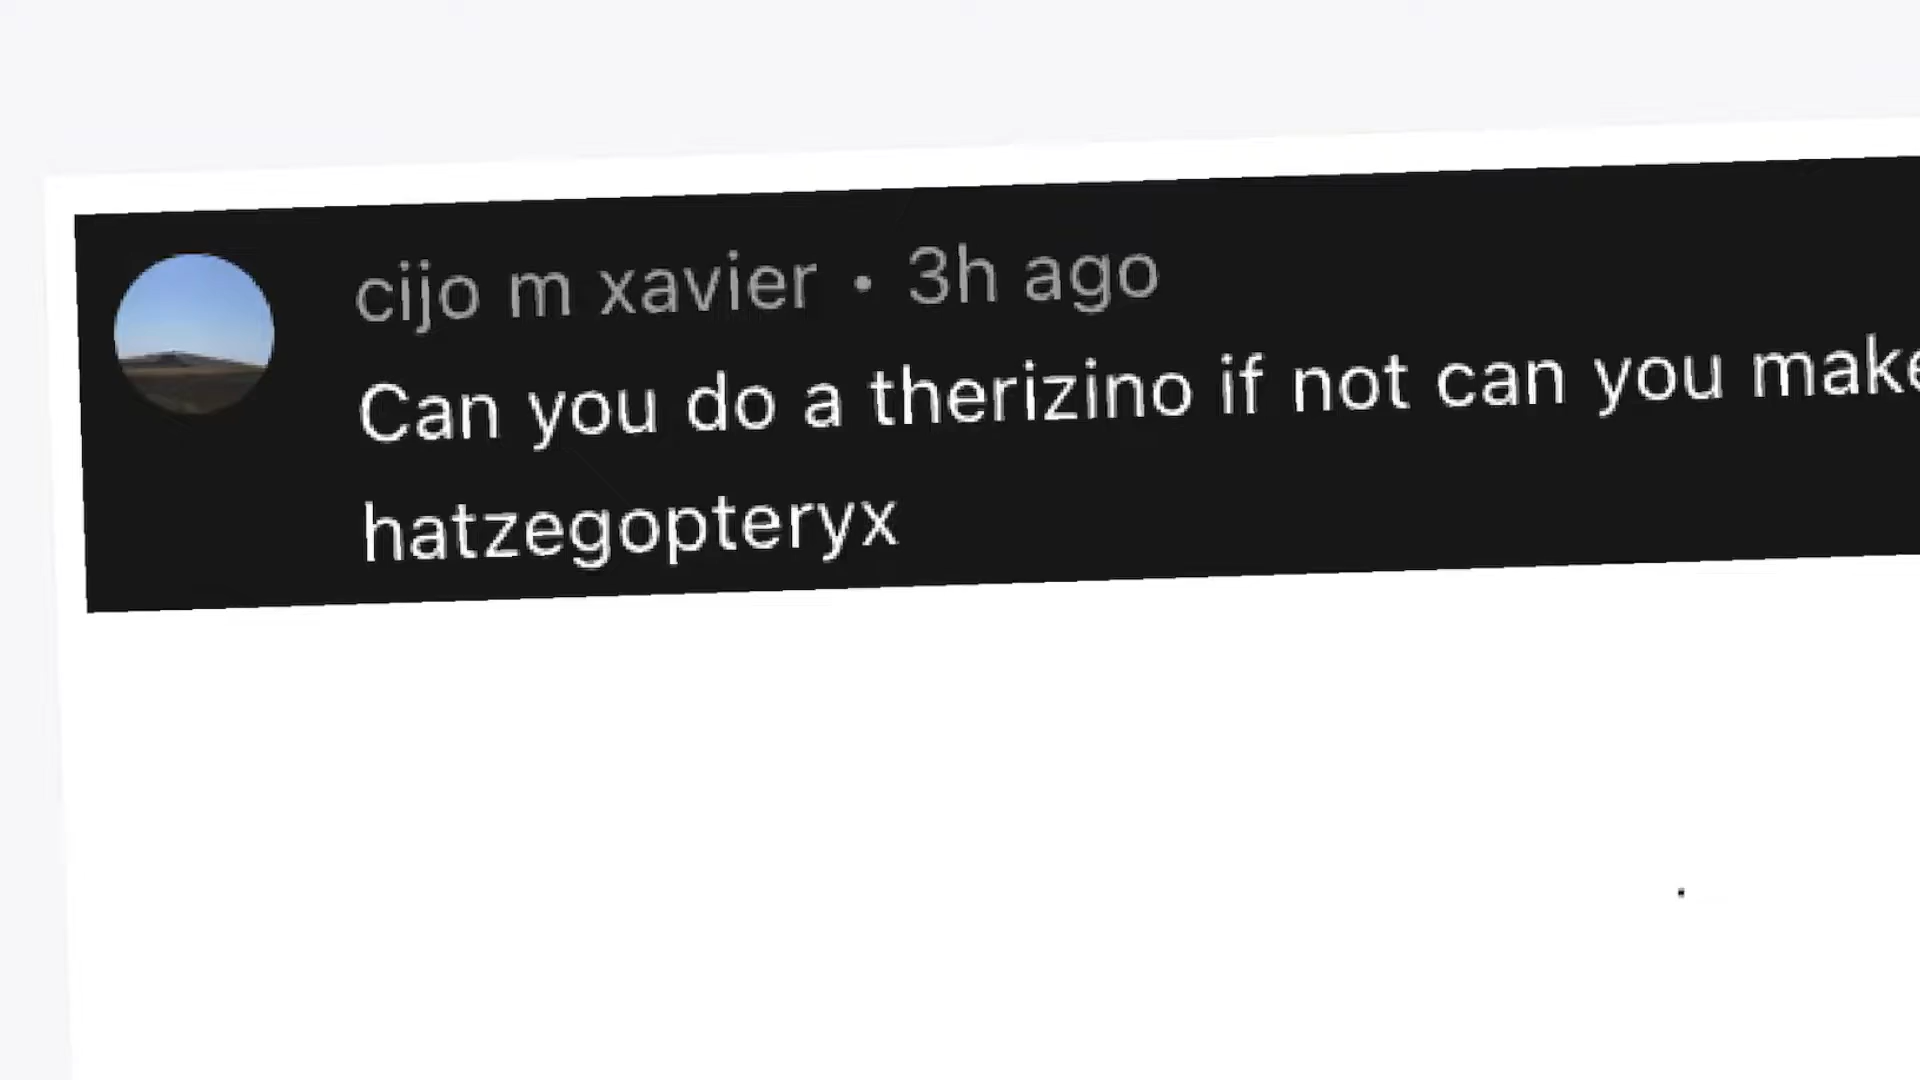 cijo m xavier • 3h ago
Can you do a therizino if not can you make
hatzegopteryx